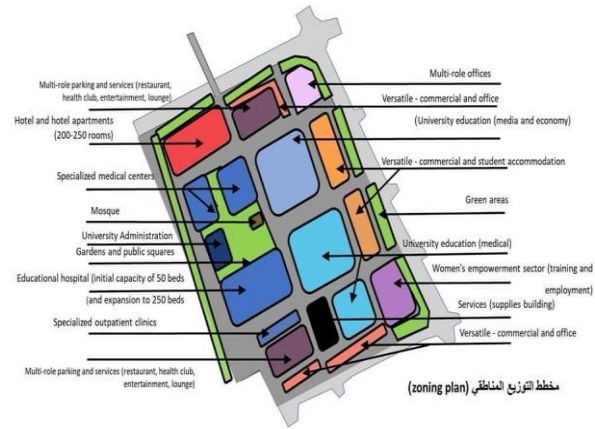 Multi-role parking and services (restaurant,
health club, entertainment, lounge)
Hotel and hotel apartments
(200-250 rooms)
Specialized medical centers
Mosque
University Administration
Gardens and public squares
Educational hospital (initial capacity of 50 beds
(and expansion to 250 beds
Specialized outpatient clinics
Multi-role parking and services (restaurant, health club,
entertainment, lounge)
Multi-role offices
Versatile - commercial and office
(University education (media and economy)
Versatile - commercial and student accommodation
Green areas
University education (medical)
Women's empowerment sector (training and
employment)
Services (supplies building)
Versatile - commercial and office
مخطط التوزيع المناطقي (zoning plan)